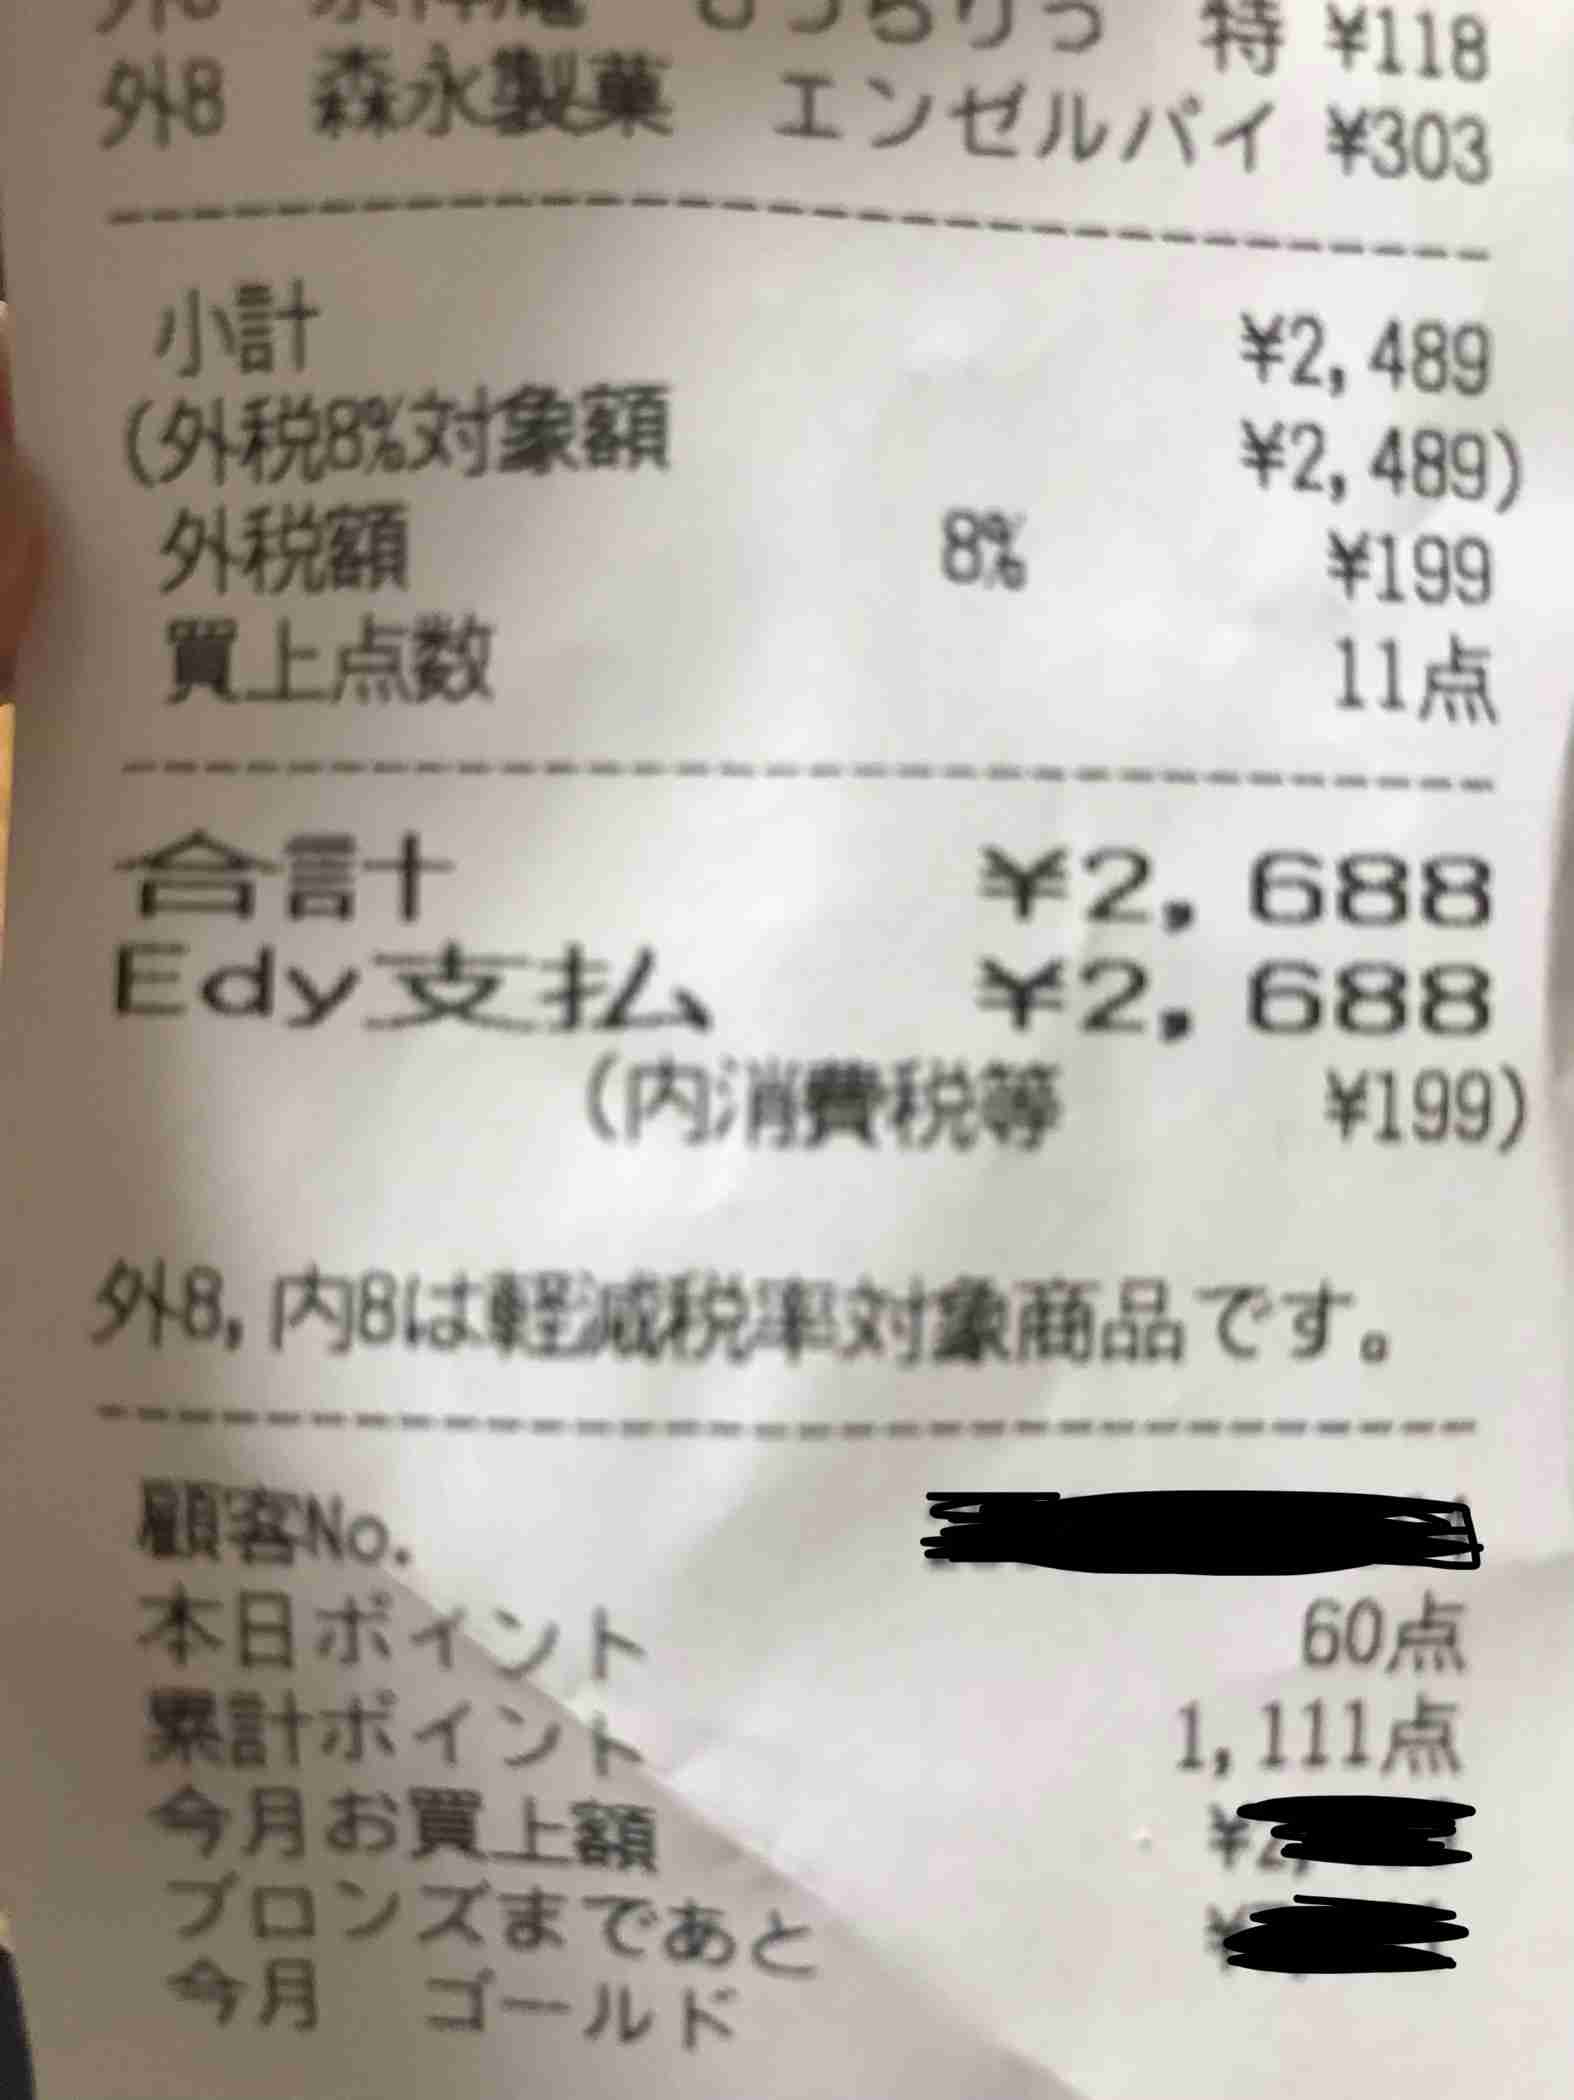 特 ¥118
外8 森永製菓 エンゼルパイ ¥303
小計 ¥2,489
(外税8%対象額 ¥2,489)
外税額 8% ¥199
買上点数 11点
合計 ¥2,688
Edy支払 ¥2,688
(内消費税等 ¥199)
外8,内8は軽減税率対象商品です。
顧客No.
本日ポイント 60点
累計ポイント 1,111点
今月お買上額 ¥2,
ブロンズまであと ¥
今月 ゴールド